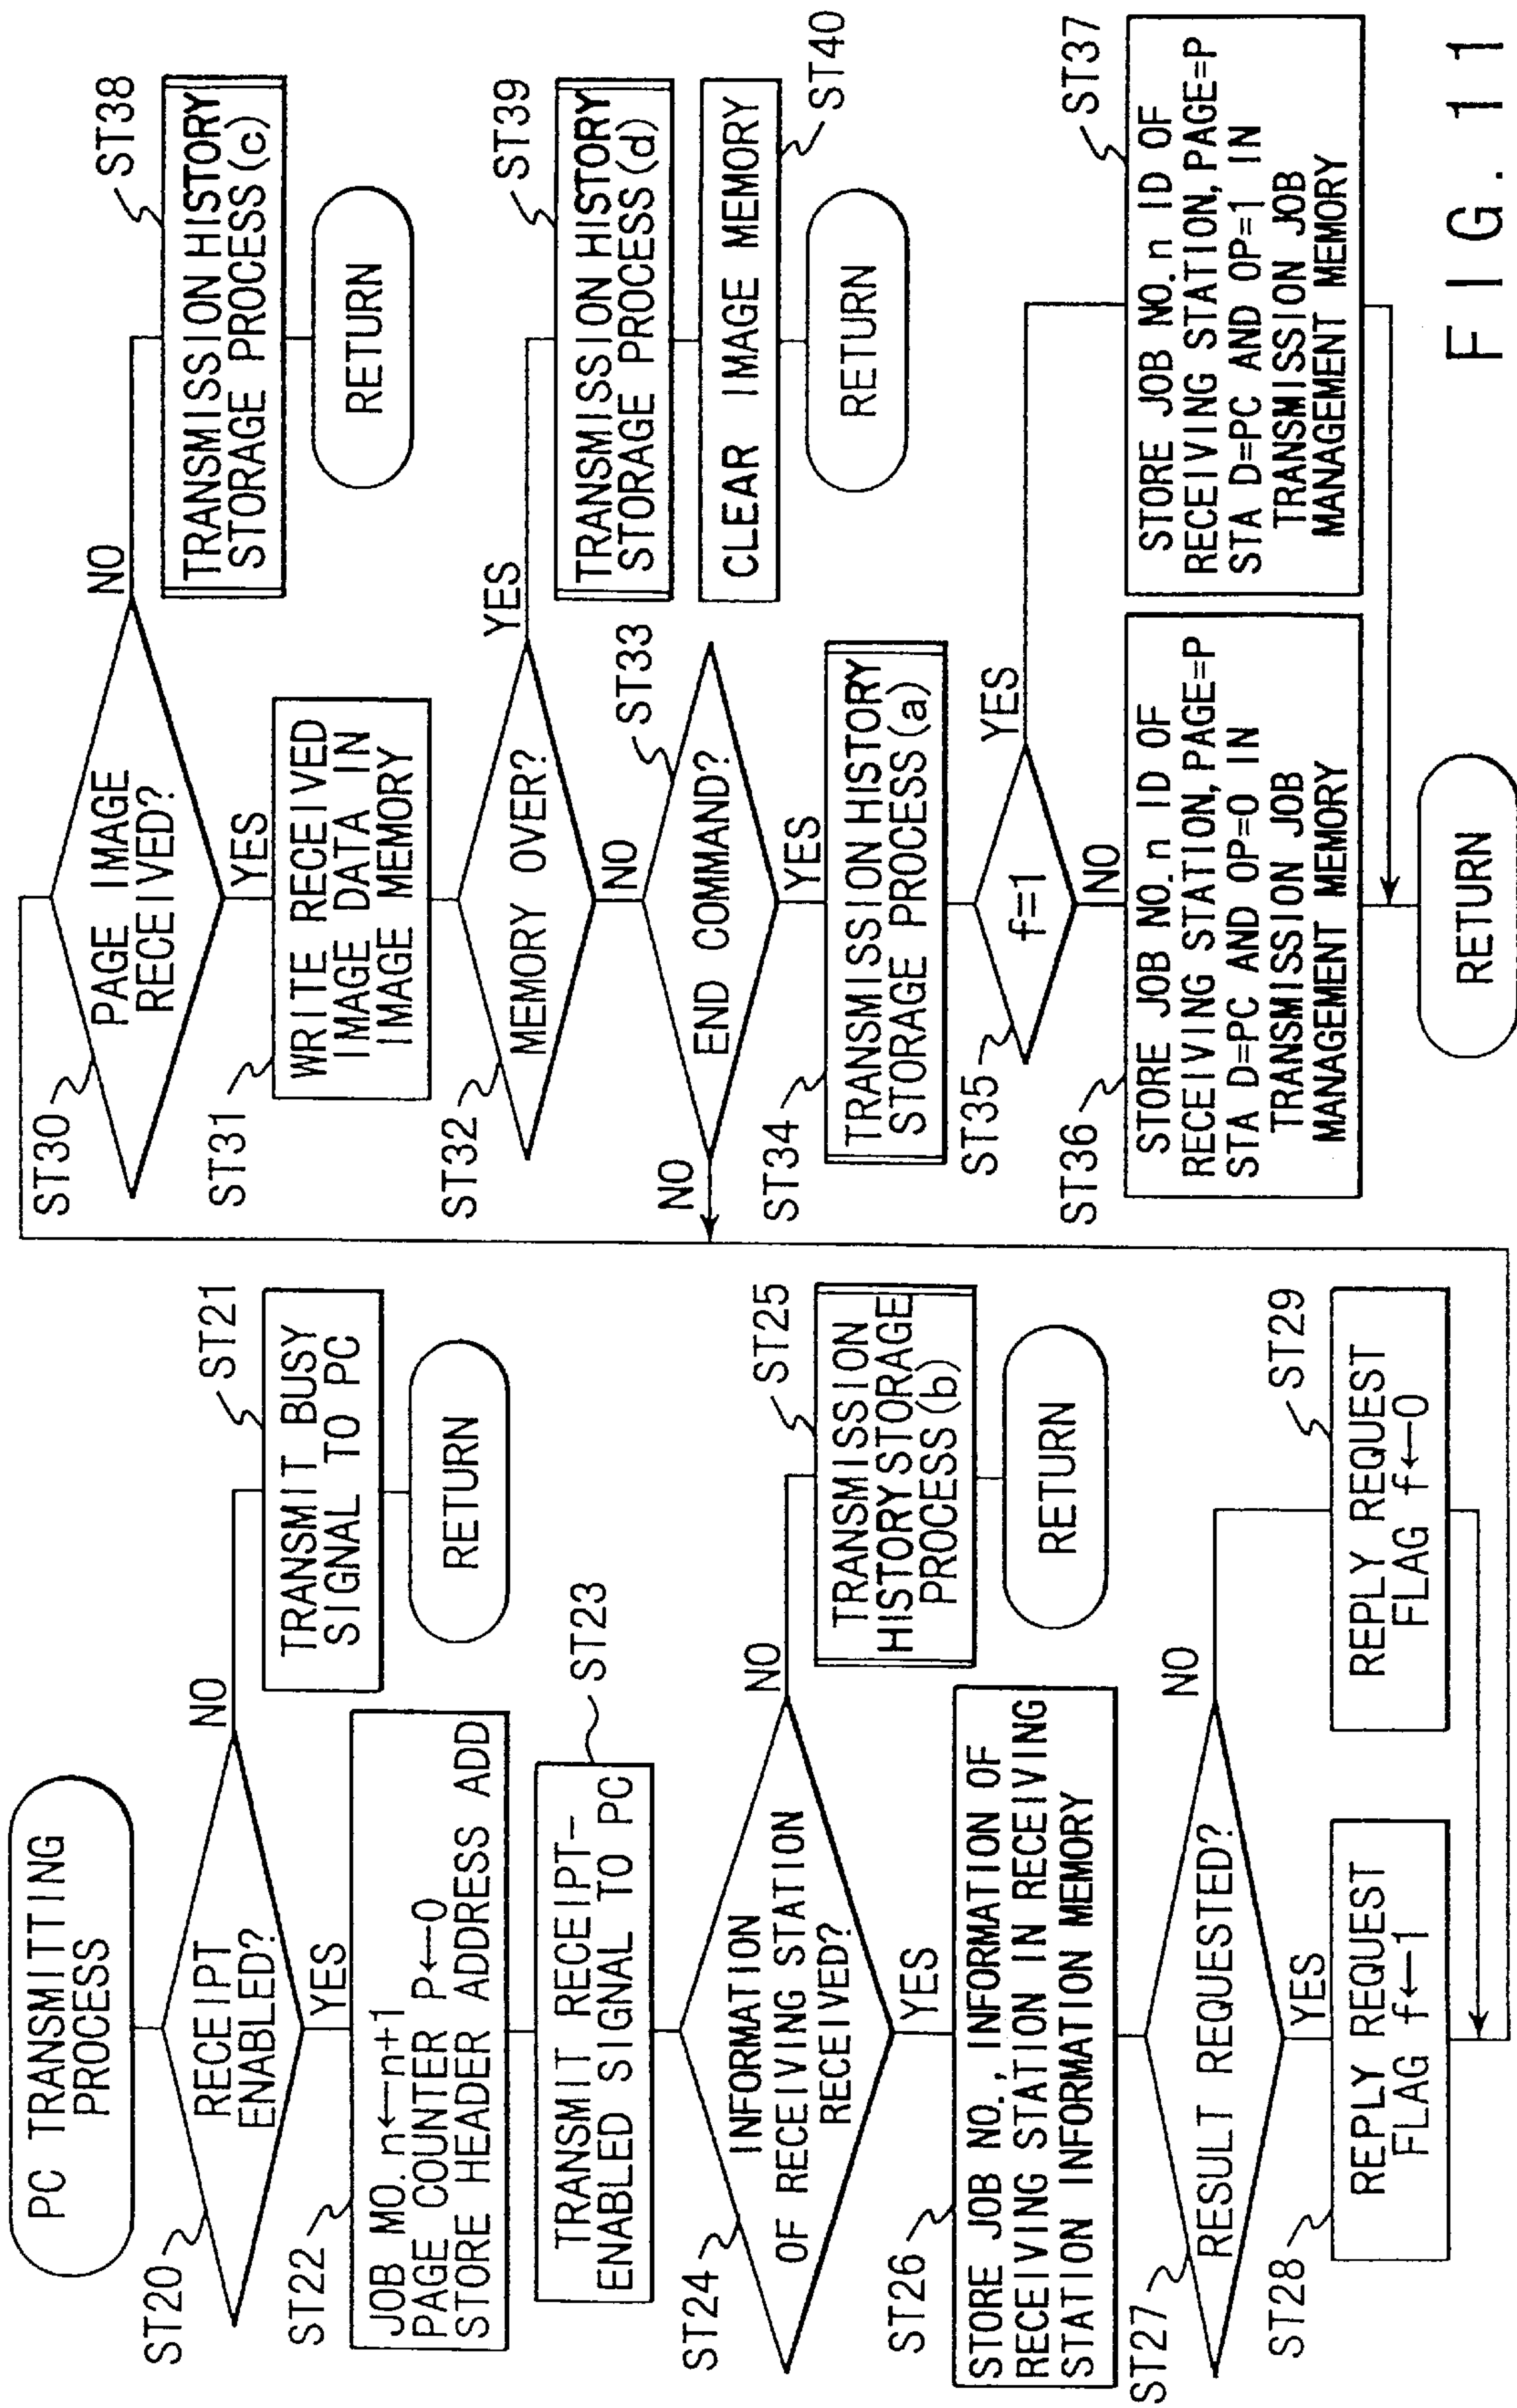 PC TRANSMITTING
PROCESS
ST20
RECEIPT
ENABLED?
NO
ST21
TRANSMIT BUSY
SIGNAL TO PC
RETURN
YES
ST22
JOB MO. n←n+1
PAGE COUNTER P←0
STORE HEADER ADDRESS ADD
ST23
TRANSMIT RECEIPT-
ENABLED SIGNAL TO PC
ST24
INFORMATION
OF RECEIVING STATION
RECEIVED?
NO
ST25
TRANSMISSION
HISTORY STORAGE
PROCESS(b)
RETURN
YES
ST26
STORE JOB NO., INFORMATION OF
RECEIVING STATION IN RECEIVING
STATION INFORMATION MEMORY
ST27
RESULT REQUESTED?
NO
YES
ST28
REPLY REQUEST
FLAG f←1
ST29
REPLY REQUEST
FLAG f←0
ST30
PAGE IMAGE
RECEIVED?
NO
ST38
TRANSMISSION HISTORY
STORAGE PROCESS(c)
RETURN
YES
ST31
WRITE RECEIVED
IMAGE DATA IN
IMAGE MEMORY
ST32
MEMORY OVER?
YES
ST39
TRANSMISSION HISTORY
STORAGE PROCESS(d)
CLEAR IMAGE MEMORY
ST40
RETURN
NO
ST33
END COMMAND?
NO
YES
ST34
TRANSMISSION HISTORY
STORAGE PROCESS(a)
ST35
f=1
YES
NO
ST36
STORE JOB NO. n ID OF
RECEIVING STATION, PAGE=P
STA D=PC AND OP=0 IN
TRANSMISSION JOB
MANAGEMENT MEMORY
ST37
STORE JOB NO. n ID OF
RECEIVING STATION, PAGE=P
STA D=PC AND OP=1 IN
TRANSMISSION JOB
MANAGEMENT MEMORY
RETURN
FIG. 11